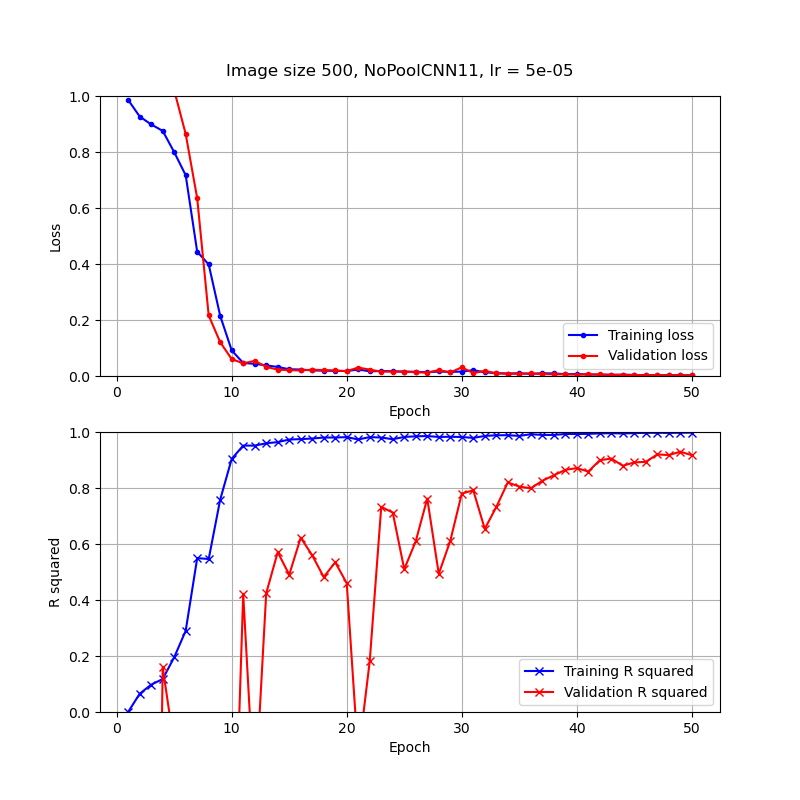 Image size 500, NoPoolCNN11, lr = 5e-05
1.0
0.8
0.6
0.4
0.2
0.0
Loss
Training loss
Validation loss
0 10 20 30 40 50
Epoch
1.0
0.8
0.6
0.4
0.2
0.0
R squared
Training R squared
Validation R squared
0 10 20 30 40 50
Epoch